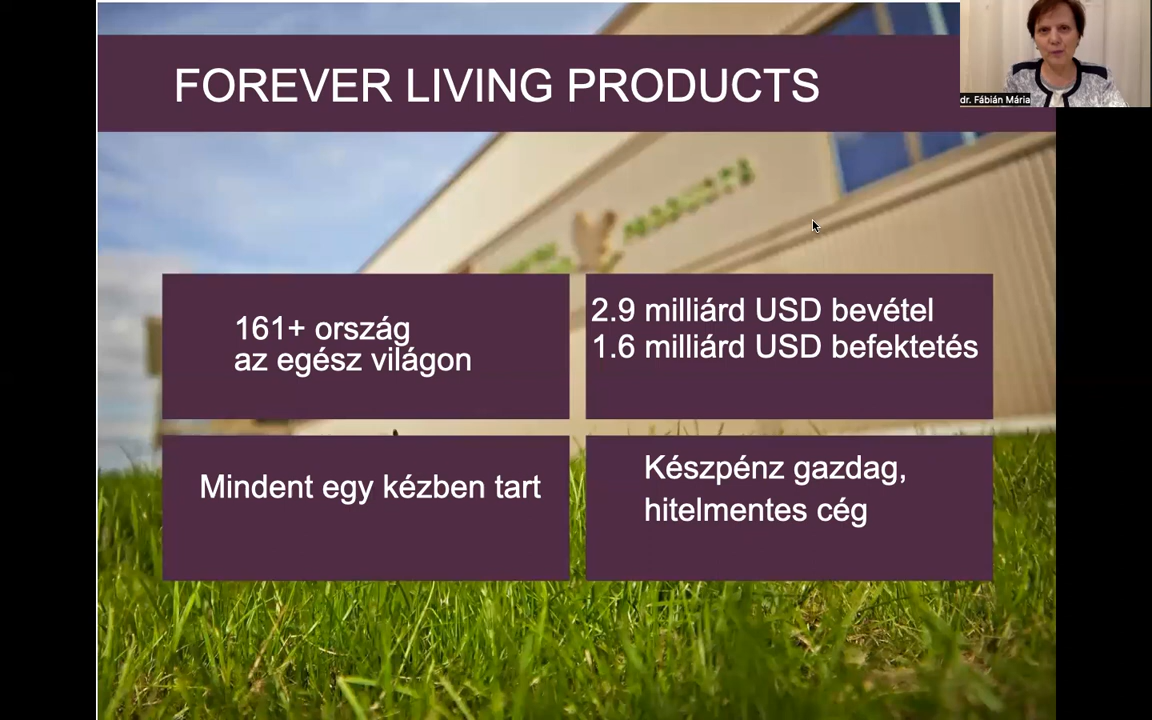 FOREVER LIVING PRODUCTS
dr. Fábián Mária
PRODUCTS
161+ ország
az egész világon
2.9 milliárd USD bevétel
1.6 milliárd USD befektetés
Mindent egy kézben tart
Készpénz gazdag,
hitelmentes cég